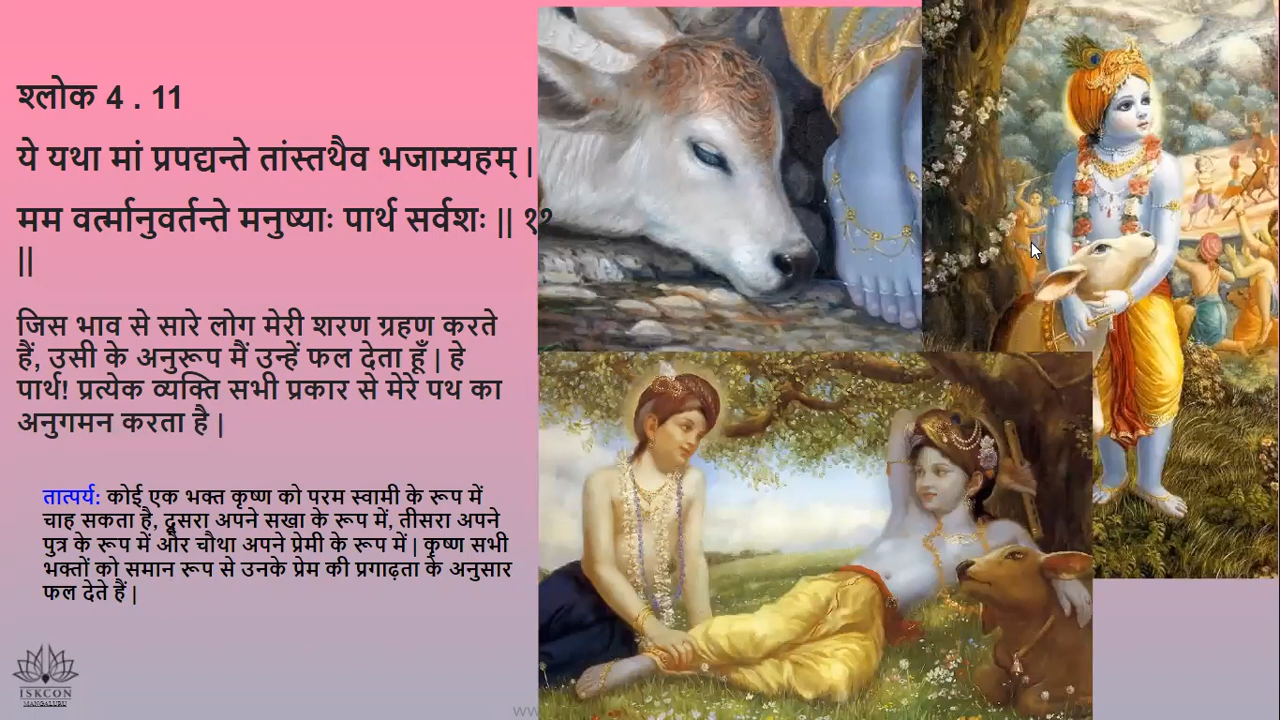 श्लोक 4 . 11
ये यथा मां प्रपद्यन्ते तांस्तथैव भजाम्यहम् |
मम वर्त्मानुवर्तन्ते मनुष्याः पार्थ सर्वशः || ११
||
जिस भाव से सारे लोग मेरी शरण ग्रहण करते
हैं, उसी के अनुरूप मैं उन्हें फल देता हूँ | हे
पार्थ! प्रत्येक व्यक्ति सभी प्रकार से मेरे पथ का
अनुगमन करता है |
तात्पर्य: कोई एक भक्त कृष्ण को परम स्वामी के रूप में
चाह सकता है, दूसरा अपने सखा के रूप में, तीसरा अपने
पुत्र के रूप में और चौथा अपने प्रेमी के रूप में | कृष्ण सभी
भक्तों को समान रूप से उनके प्रेम की प्रगाढ़ता के अनुसार
फल देते हैं |
ISKCON
MANGALURU